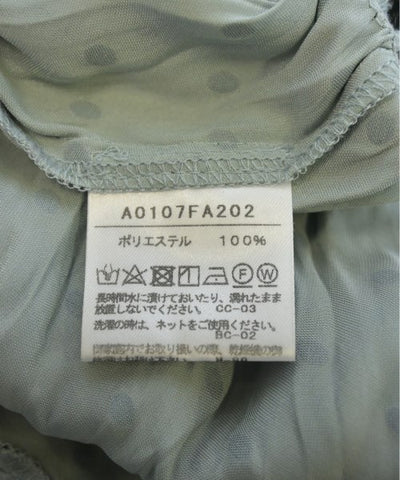 A0107FA202
ポリエステル 100%
F W
長時間水に漬けておいたり、濡れたまま
放置しないでください。 CC-03
洗濯の時は、ネットをご使用ください。
BC-02